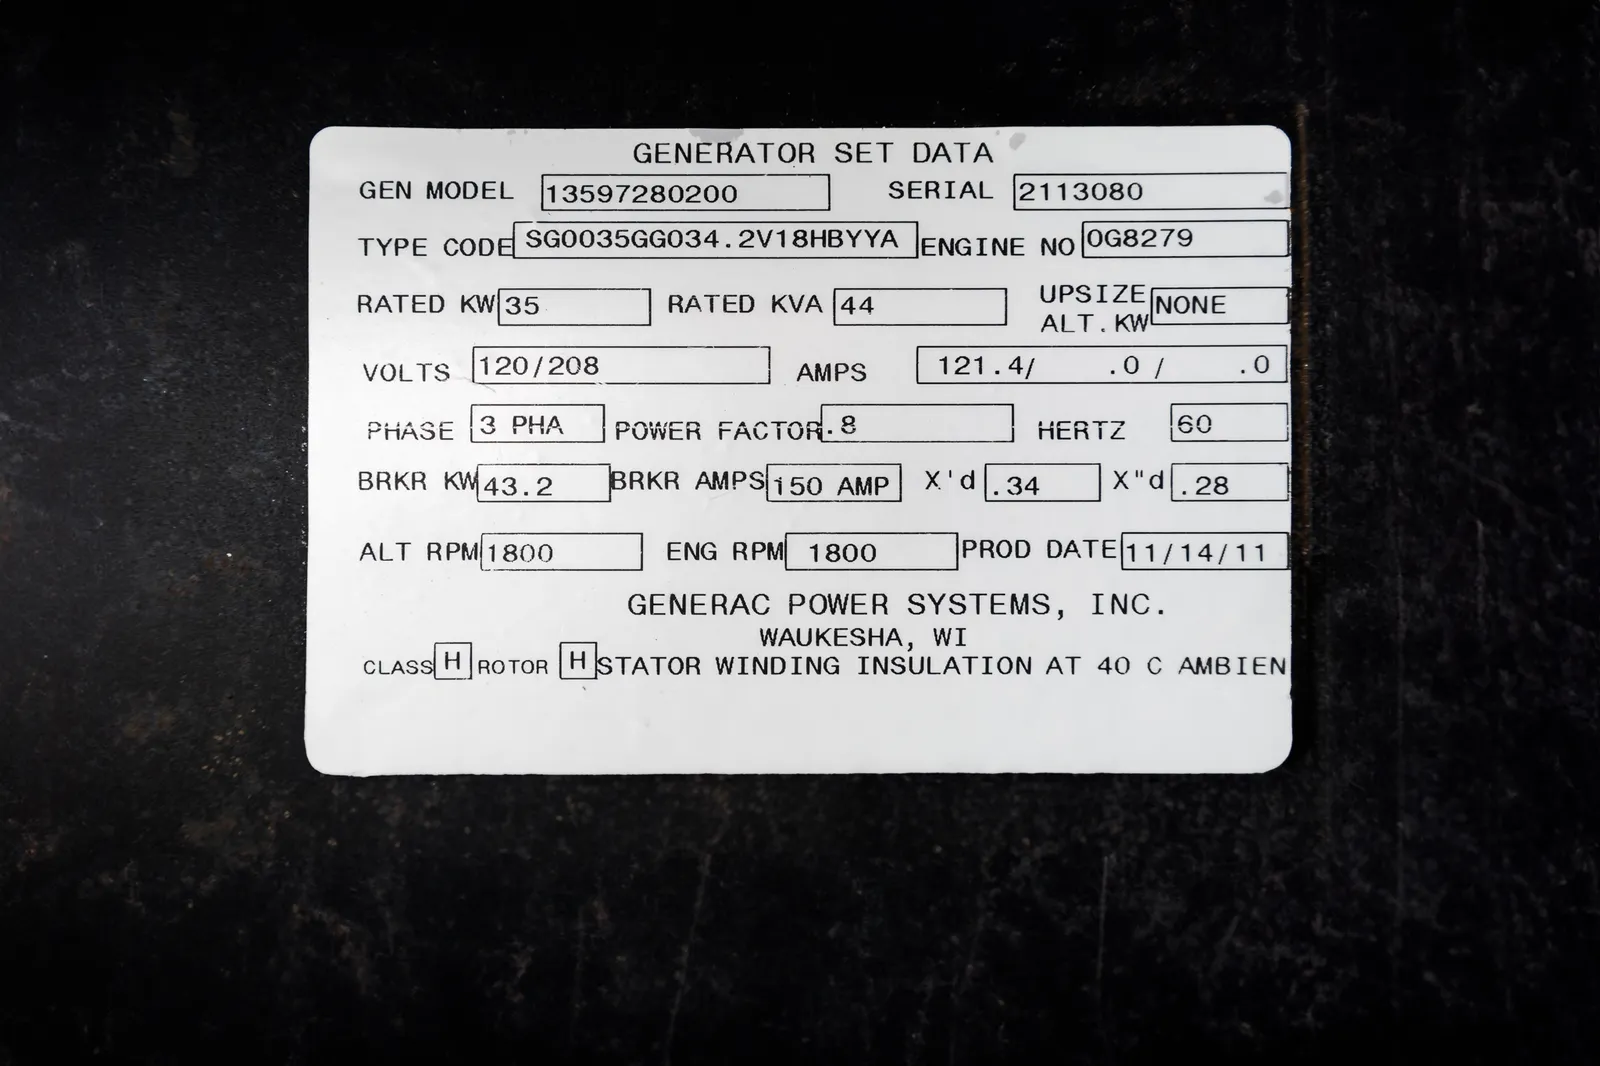 GENERATOR SET DATA
GEN MODEL 13597280200 SERIAL 2113080
TYPE CODE SG0035GG034.2V18HBYYA ENGINE NO 0G8279
RATED KW 35 RATED KVA 44 UPSIZE ALT.KW NONE
VOLTS 120/208 AMPS 121.4/ .0 / .0
PHASE 3 PHA POWER FACTOR .8 HERTZ 60
BRKR KW 43.2 BRKR AMPS 150 AMP X'd .34 X"d .28
ALT RPM 1800 ENG RPM 1800 PROD DATE 11/14/11
GENERAC POWER SYSTEMS, INC.
WAUKESHA, WI
CLASS H ROTOR H STATOR WINDING INSULATION AT 40 C AMBIEN